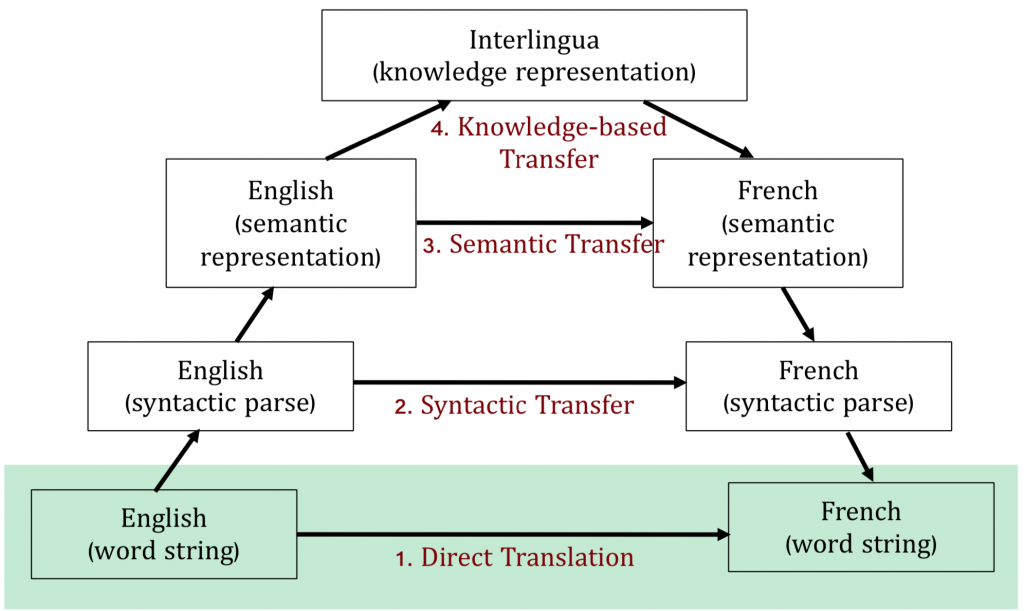 Interlingua
(knowledge representation)
4. Knowledge-based
Transfer
English
(semantic
representation)
3. Semantic Transfer
French
(semantic
representation)
English
(syntactic parse)
2. Syntactic Transfer
French
(syntactic parse)
English
(word string)
1. Direct Translation
French
(word string)